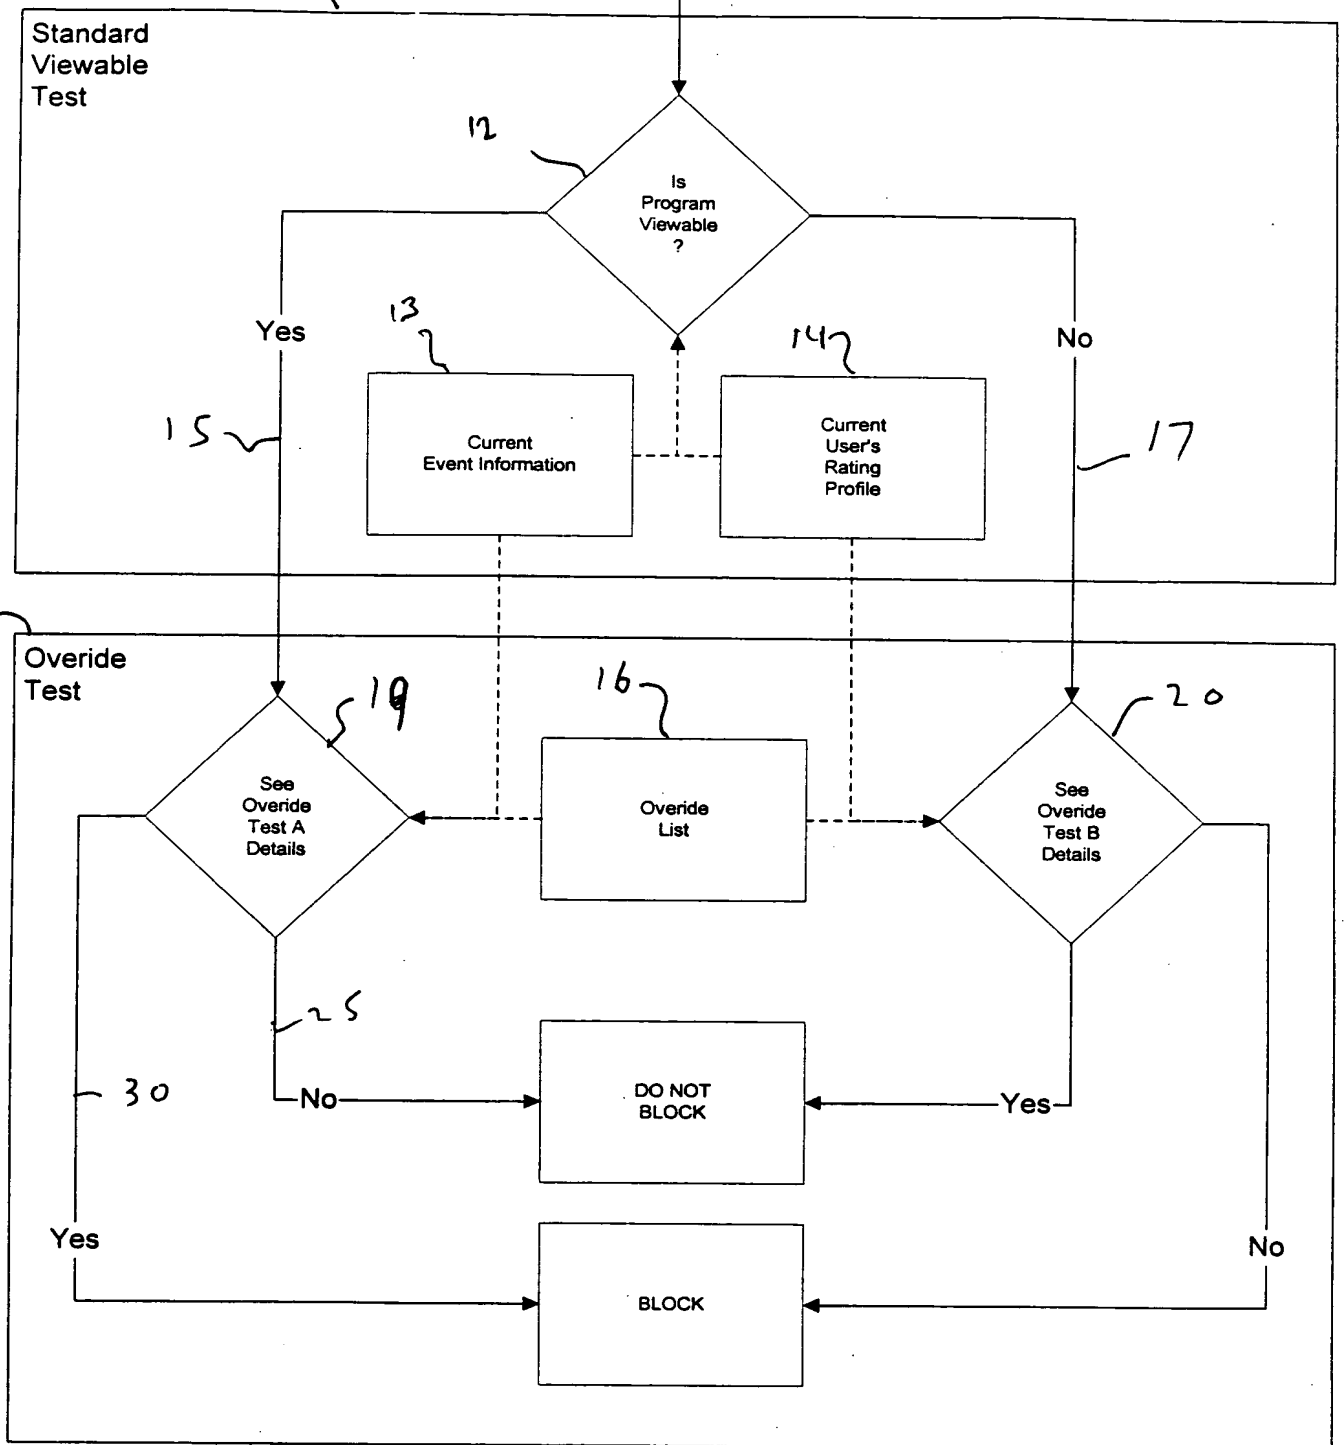 Standard
Viewable
Test
12
Is
Program
Viewable
?
Yes
No
13
14
15
17
Current
Event Information
Current
User's
Rating
Profile
Overide
Test
19
16
20
See
Overide
Test A
Details
Overide
List
See
Overide
Test B
Details
25
30
No
DO NOT
BLOCK
Yes
Yes
No
BLOCK